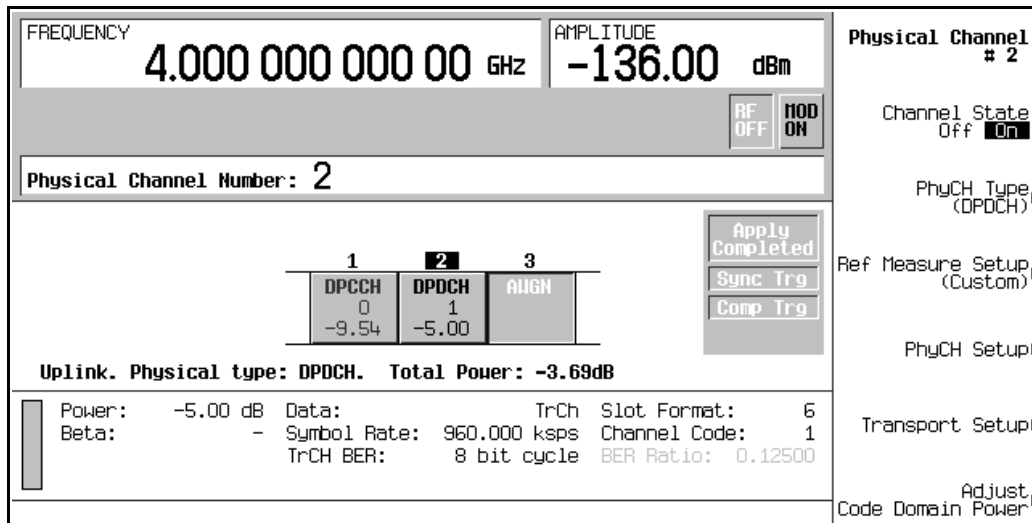 FREQUENCY
4.000 000 000 00 GHz
AMPLITUDE
-136.00 dBm
RF OFF
MOD ON
Physical Channel Number: 2
Apply Completed
Sync Trg
Comp Trg
1 2 3
DPCCH DPDCH AWGN
0 1
-9.54 -5.00
Uplink. Physical type: DPDCH. Total Power: -3.69dB
Power: -5.00 dB Data: TrCh Slot Format: 6
Beta: - Symbol Rate: 960.000 ksps Channel Code: 1
TrCH BER: 8 bit cycle BER Ratio: 0.12500
Physical Channel
# 2
Channel State
Off On
PhyCH Type
(DPDCH)
Ref Measure Setup
(Custom)
PhyCH Setup
Transport Setup
Adjust
Code Domain Power